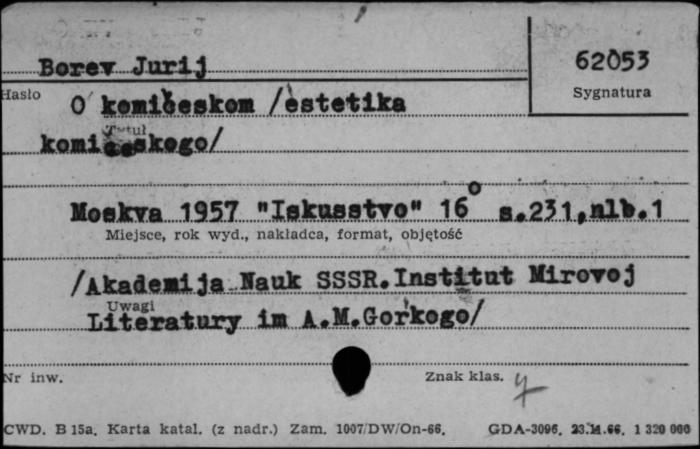 Borev Jurij
62053
Hasło
Sygnatura
O komičeskom /estetika
Tytuł
komičeskogo/
Moskva 1957 "Iskusstvo" 16° s.231,nlb.1
Miejsce, rok wyd., nakładca, format, objętość
/Akademija Nauk SSSR.Institut Mirovoj
Uwagi
Literatury im A.M.Gorkogo/
Nr inw.
Znak klas.
CWD. B 15a. Karta katal. (z nadr.) Zam. 1007/DW/On-66. GDA-3096. 23.11.66. 1 320 000